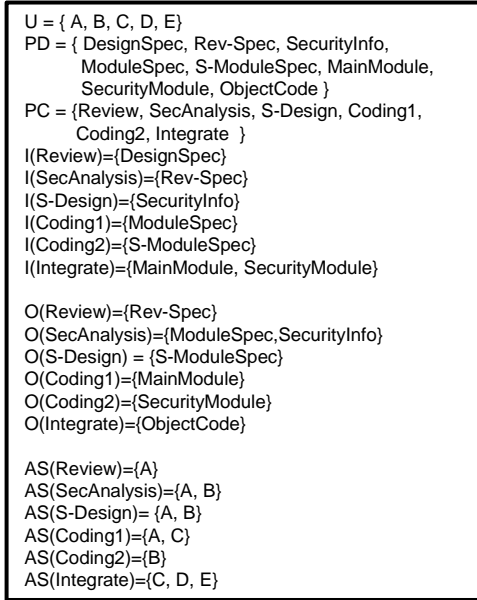 U = { A, B, C, D, E}
PD = { DesignSpec, Rev-Spec, SecurityInfo,
ModuleSpec, S-ModuleSpec, MainModule,
SecurityModule, ObjectCode }
PC = {Review, SecAnalysis, S-Design, Coding1,
Coding2, Integrate  }
I(Review)={DesignSpec}
I(SecAnalysis)={Rev-Spec}
I(S-Design)={SecurityInfo}
I(Coding1)={ModuleSpec}
I(Coding2)={S-ModuleSpec}
I(Integrate)={MainModule, SecurityModule}

O(Review)={Rev-Spec}
O(SecAnalysis)={ModuleSpec,SecurityInfo}
O(S-Design) = {S-ModuleSpec}
O(Coding1)={MainModule}
O(Coding2)={SecurityModule}
O(Integrate)={ObjectCode}

AS(Review)={A}
AS(SecAnalysis)={A, B}
AS(S-Design)= {A, B}
AS(Coding1)={A, C}
AS(Coding2)={B}
AS(Integrate)={C, D, E}